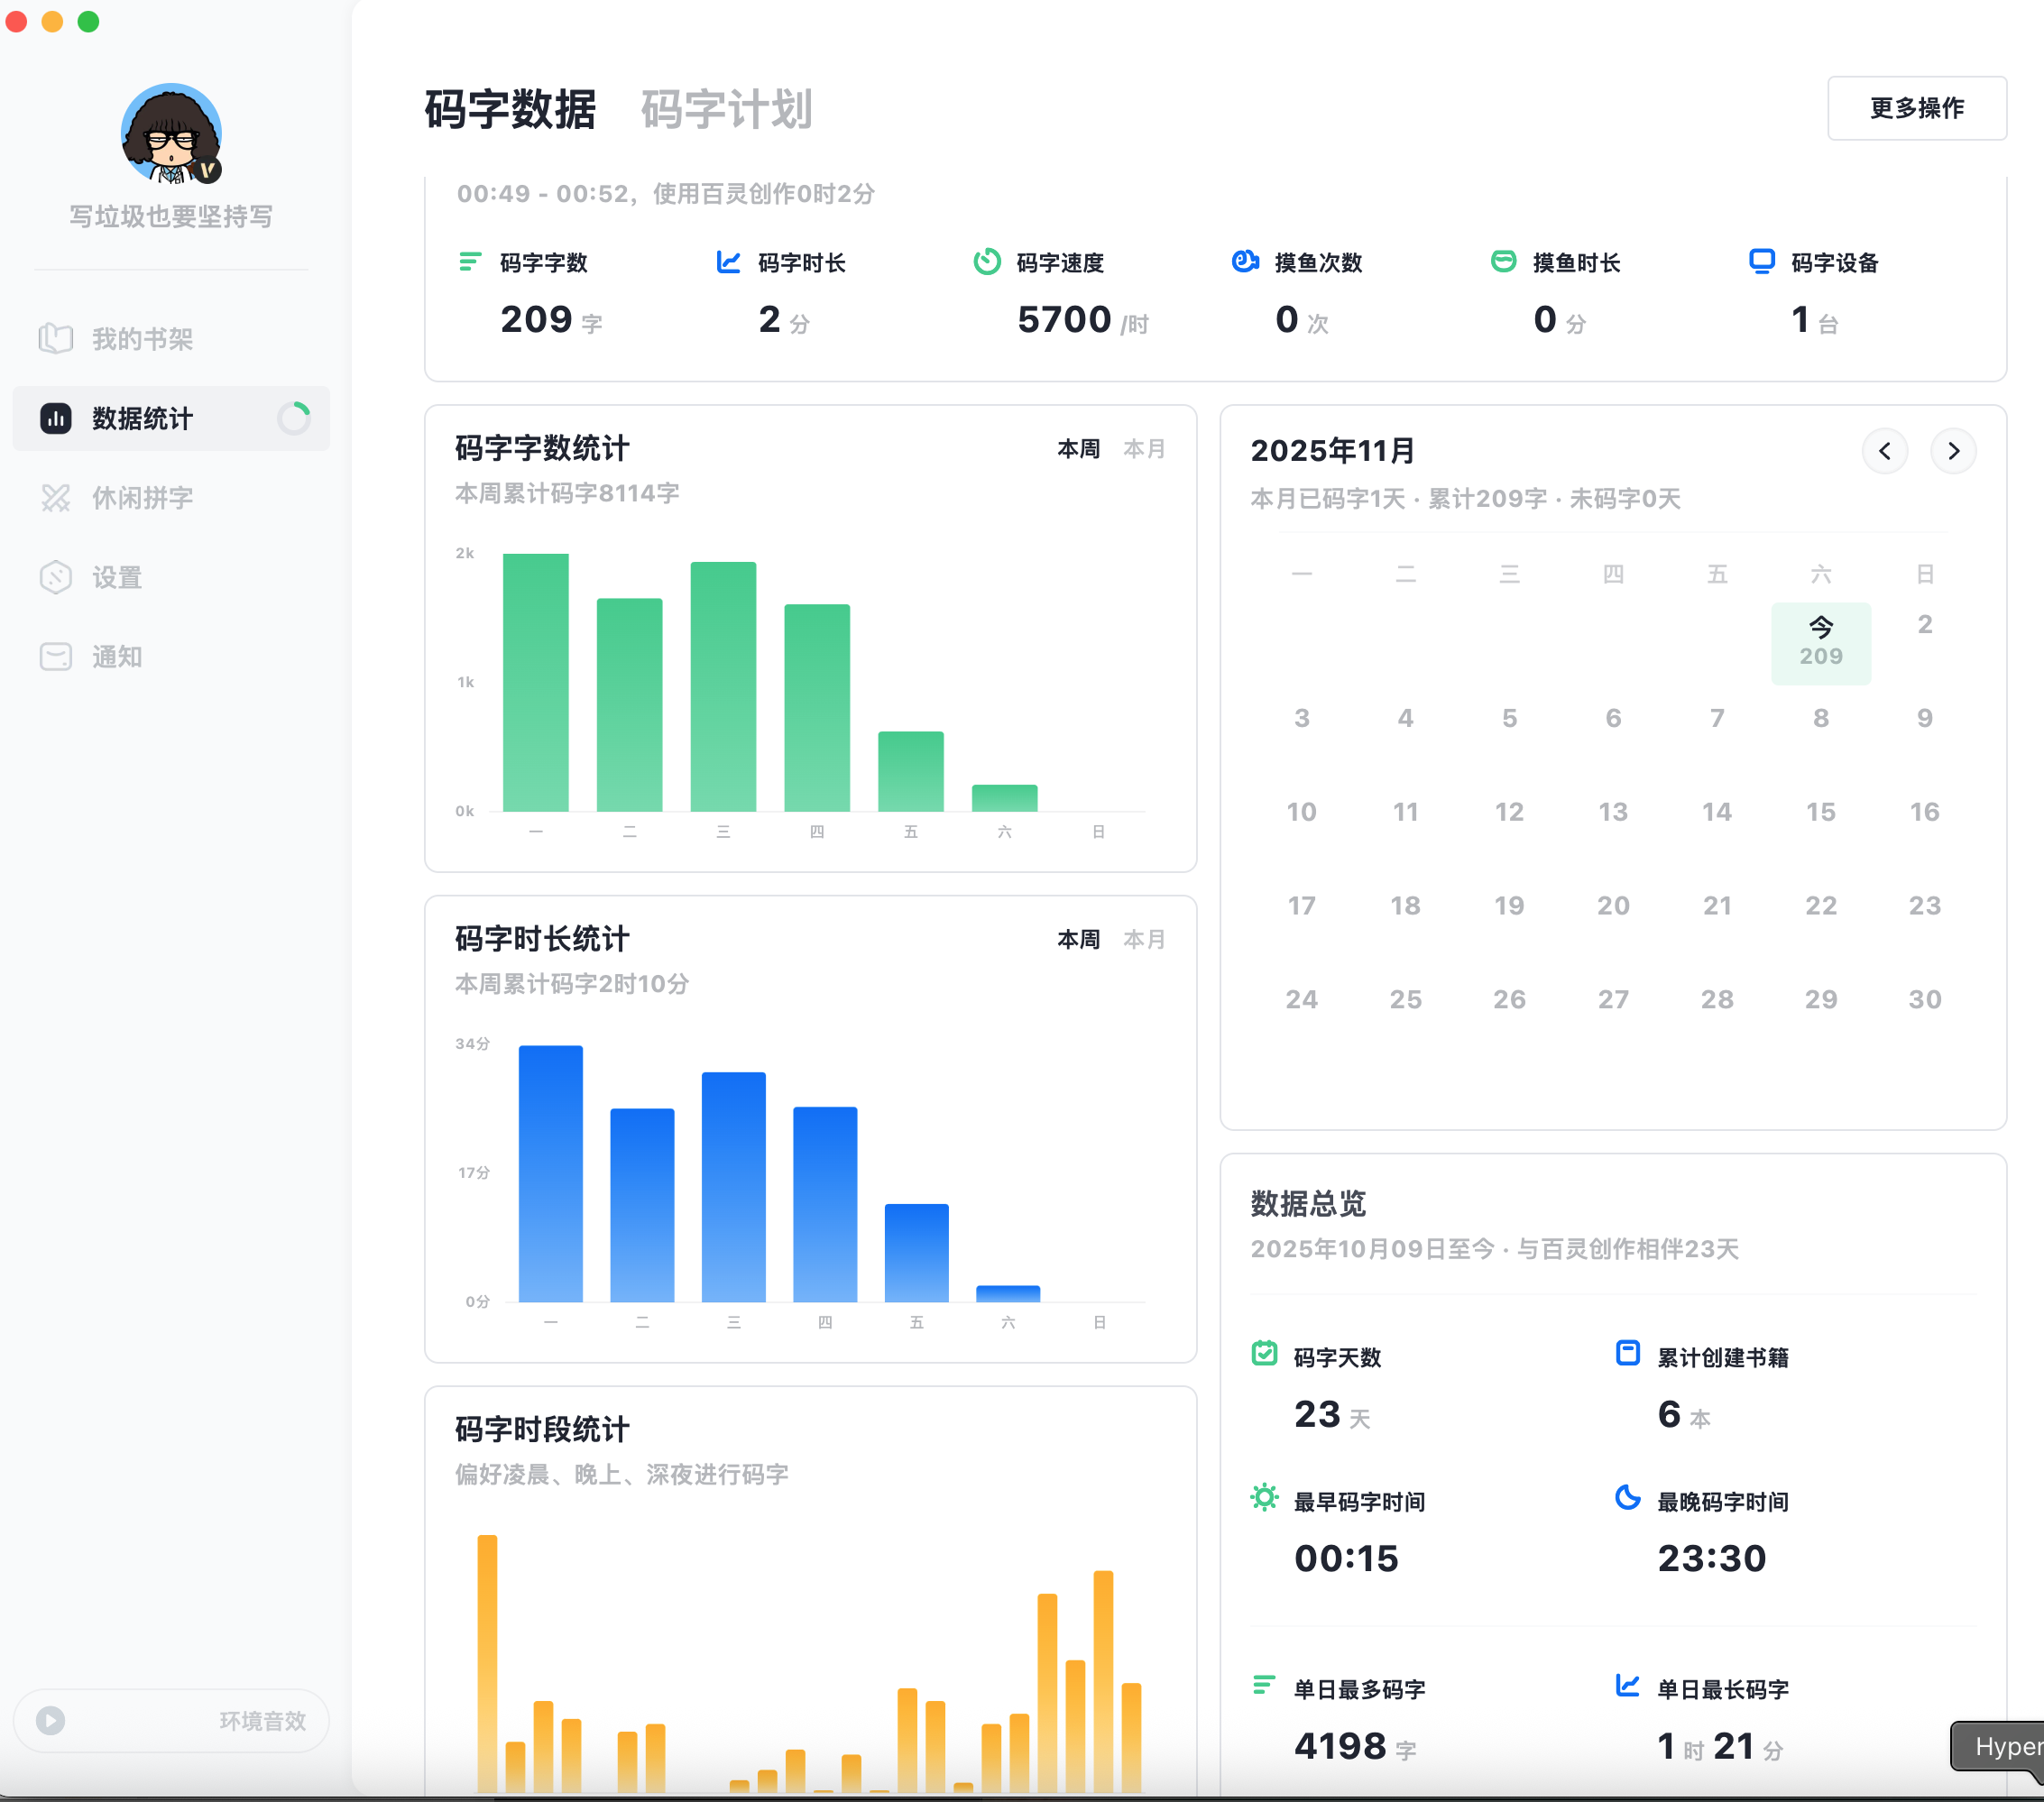 写垃圾也要坚持写
我的书架
数据统计
休闲拼字
设置
通知
环境音效
码字数据 码字计划
更多操作
00:49 - 00:52，使用百灵创作0时2分
码字字数 码字时长 码字速度 摸鱼次数 摸鱼时长 码字设备
209 字 2 分 5700 /时 0 次 0 分 1 台
码字字数统计 本周 本月
本周累计码字8114字
2k
1k
0k
一 二 三 四 五 六 日
码字时长统计 本周 本月
本周累计码字2时10分
34分
17分
0分
一 二 三 四 五 六 日
码字时段统计
偏好凌晨、晚上、深夜进行码字
2025年11月
本月已码字1天 · 累计209字 · 未码字0天
一 二 三 四 五 六 日
今 2
209
3 4 5 6 7 8 9
10 11 12 13 14 15 16
17 18 19 20 21 22 23
24 25 26 27 28 29 30
数据总览
2025年10月09日至今 · 与百灵创作相伴23天
码字天数 累计创建书籍
23 天 6 本
最早码字时间 最晚码字时间
00:15 23:30
单日最多码字 单日最长码字
4198 字 1 时 21 分
Hyper